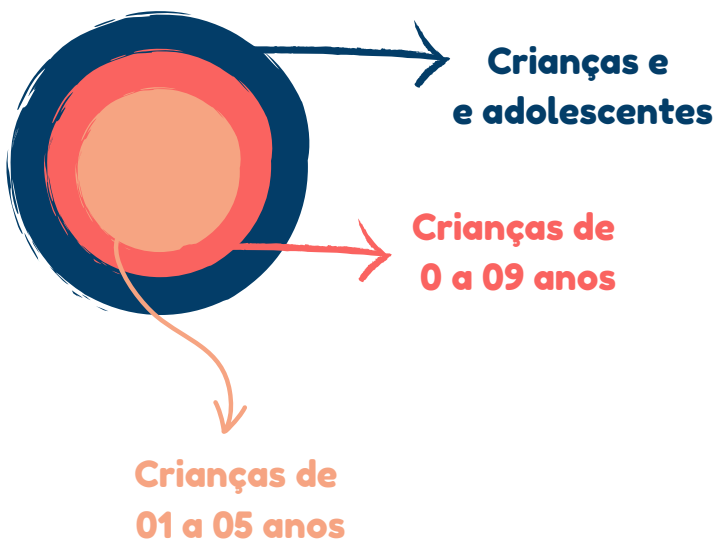 Crianças e
e adolescentes
Crianças de
0 a 09 anos
Crianças de
01 a 05 anos